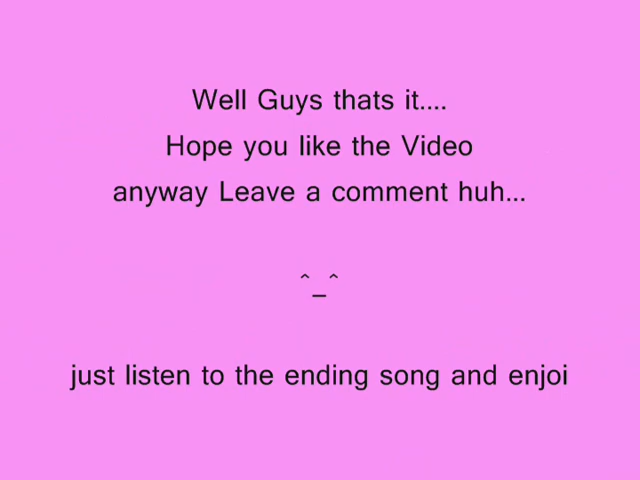 Well Guys thats it....
Hope you like the Video
anyway Leave a comment huh...
^_^
just listen to the ending song and enjoi